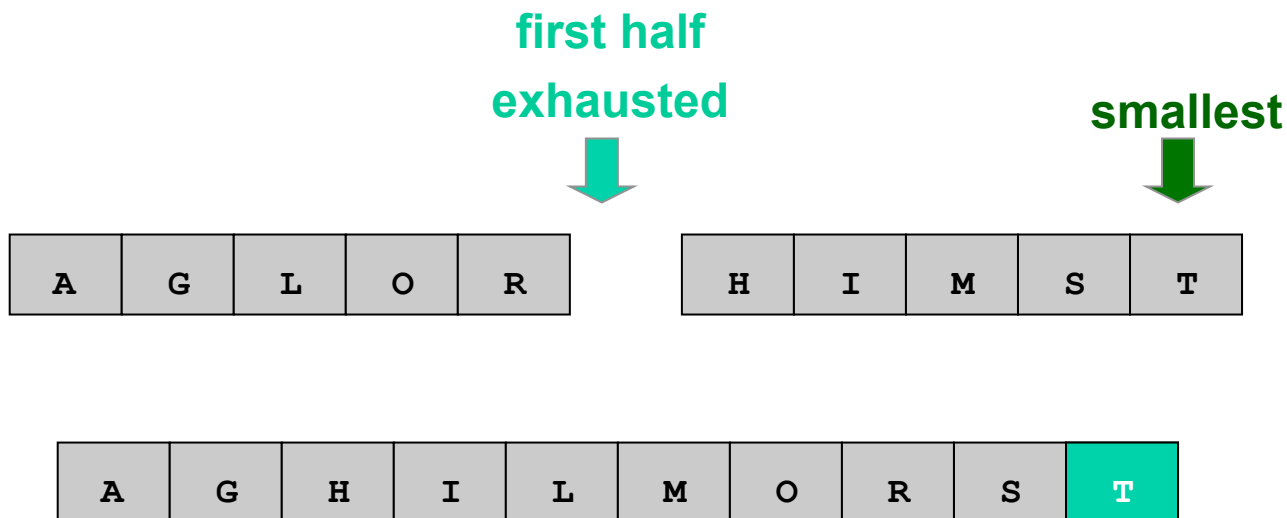 first half
exhausted
smallest
A G L O R H I M S T
A G H I L M O R S T